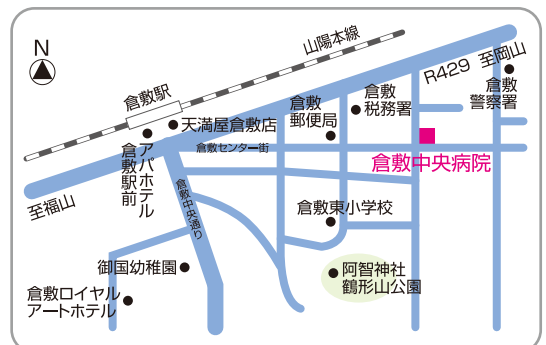 N
山陽本線
R429 至岡山
倉敷駅
倉敷
警察署
倉敷
税務署
倉敷
郵便局
天満屋倉敷店
アパホテル
倉敷駅前
倉敷センター街
倉敷中央病院
至福山
倉敷中央通り
倉敷東小学校
御国幼稚園
阿智神社
鶴形山公園
倉敷ロイヤル
アートホテル